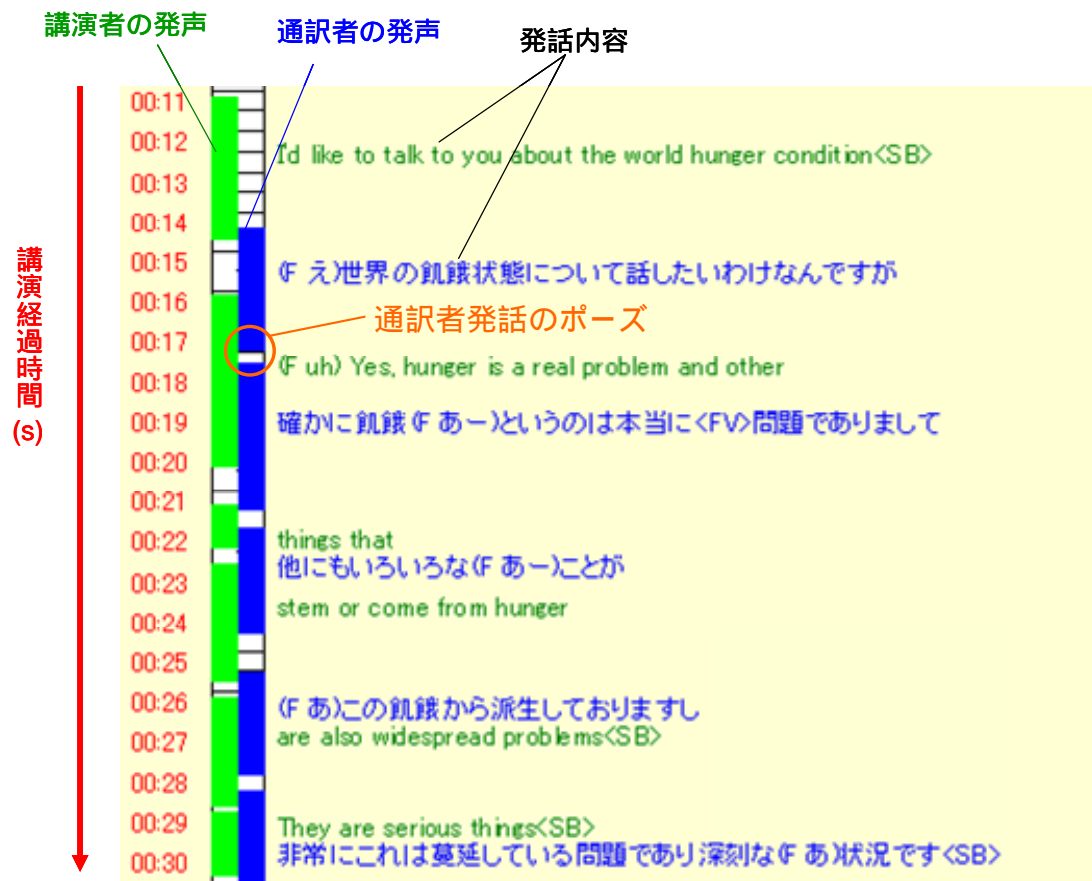 講演者の発声
通訳者の発声
発話内容
00:11
00:12
I'd like to talk to you about the world hunger condition<SB>
00:13
00:14
00:15
(F え)世界の飢餓状態について話したいわけなんですが
00:16
通訳者発話のポーズ
00:17
(F uh) Yes, hunger is a real problem and other
00:18
00:19
確かに飢餓(F あー)というのは本当に<FV>問題でありまして
00:20
00:21
00:22
things that
他にもいろいろな(F あー)ことが
00:23
stem or come from hunger
00:24
00:25
00:26
(F あ)この飢餓から派生しておりますし
00:27
are also widespread problems<SB>
00:28
00:29
They are serious things<SB>
00:30
非常にこれは蔓延している問題であり深刻な(F あ)状況です<SB>
講演経過時間
(s)